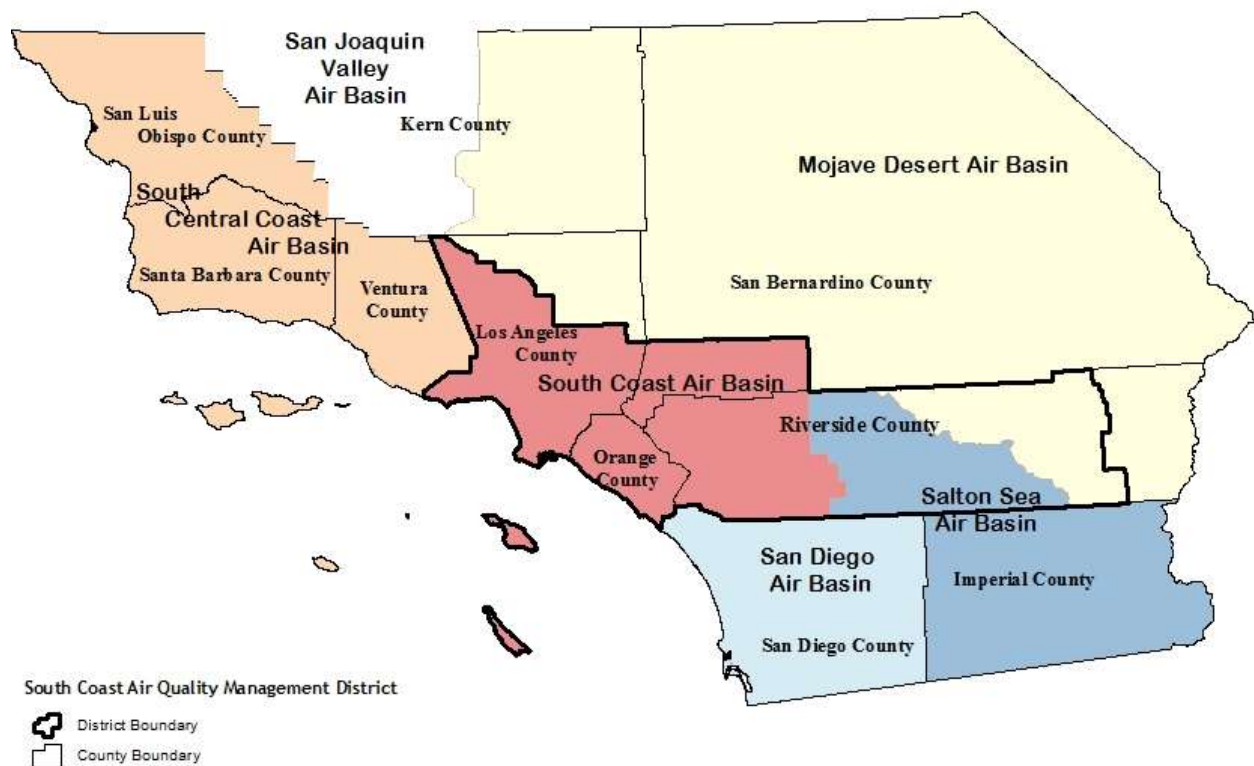 San Joaquin
Valley
Air Basin
San Luis
Obispo County
Kern County
Mojave Desert Air Basin
South
Central Coast
Air Basin
Santa Barbara County
Ventura
County
San Bernardino County
Los Angeles
County
South Coast Air Basin
Riverside County
Orange
County
Salton Sea
Air Basin
San Diego
Air Basin
Imperial County
San Diego County
South Coast Air Quality Management District
District Boundary
County Boundary